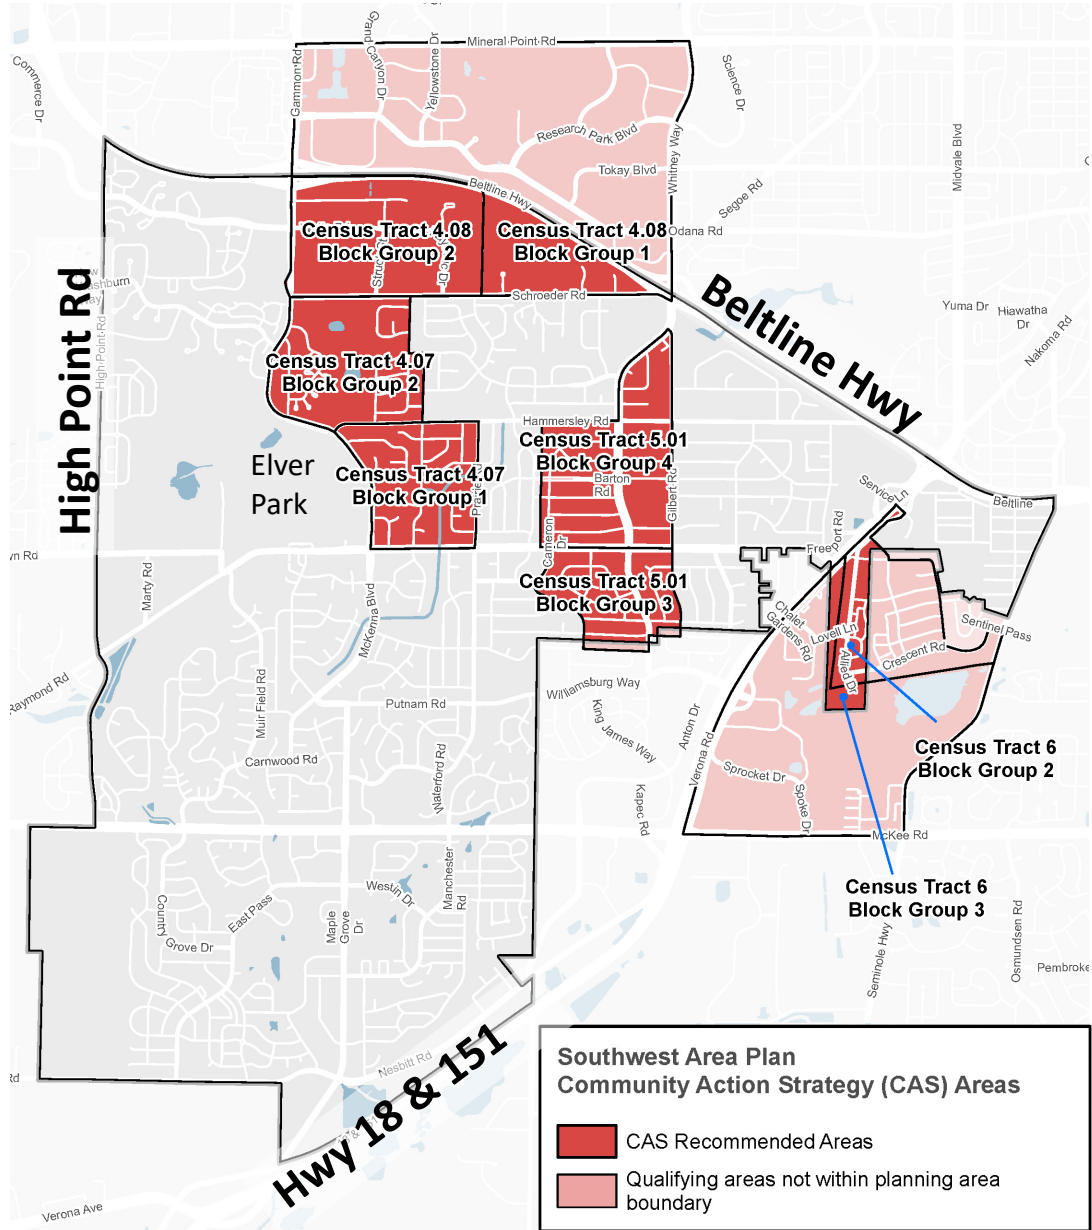 Mineral Point Rd
Grand Canyon Dr
Yellowstone Dr
Commerce Dr
Gammon Rd
Science Dr
Research Park Blvd
Whitney Way
Midvale Blvd
Tokay Blvd
Segoe Rd
Beltline Hwy
Census Tract 4.08
Block Group 2
Census Tract 4.08
Block Group 1
Odana Rd
Schroeder Rd
High Point Rd
High Point Rd
Beltline Hwy
Yuma Dr
Hiawatha
Dr
Nakoma Rd
Census Tract 4.07
Block Group 2
Hammersley Rd
Census Tract 5.01
Block Group 4
Barton
Rd
Gilbert Rd
Elver
Park
Census Tract 4.07
Block Group 1
Service Ln
Beltline
yn Rd
Cameron
Dr
Freeport Rd
Marty Rd
McKenna Blvd
Census Tract 5.01
Block Group 3
Chalet
Gardens Rd
Lovell Ln
Allied Dr
Crescent Rd
Sentinel Pass
Raymond Rd
Muir Field Rd
Putnam Rd
Williamsburg Way
King James Way
Anton Dr
Verona Rd
Carnwood Rd
Waterford Rd
Kapec Rd
Sprocket Dr
Spoke Dr
Census Tract 6
Block Group 2
McKee Rd
Census Tract 6
Block Group 3
Country
Grove Dr
East Pass
Maple
Grove
Dr
Westin Dr
Manchester
Rd
Seminole Hwy
Osmundsen Rd
Pembroke
Nesbitt Rd
Hwy 18 & 151
Rd
Verona Ave
Southwest Area Plan
Community Action Strategy (CAS) Areas
CAS Recommended Areas
Qualifying areas not within planning area
boundary